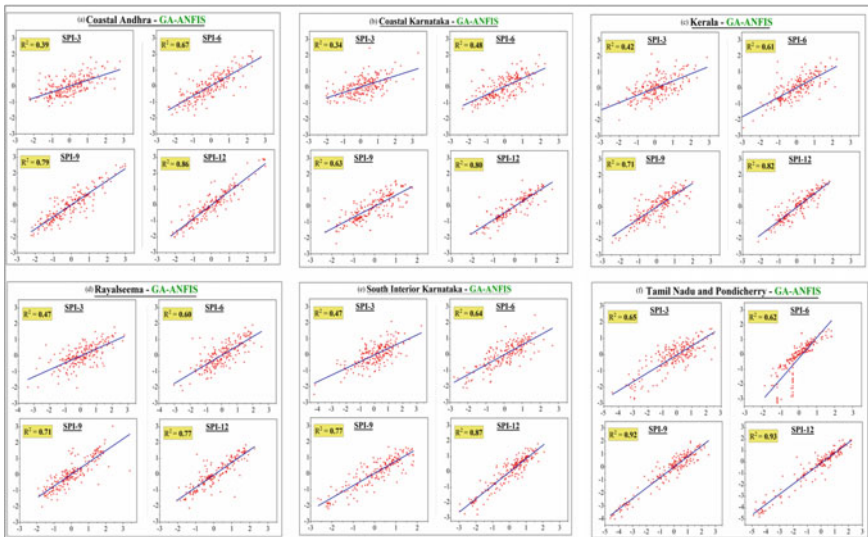 (a) Coastal Andhra - GA-ANFIS
SPI-3
R² = 0.39
SPI-6
R² = 0.67
SPI-9
R² = 0.79
SPI-12
R² = 0.86
(b) Coastal Karnataka - GA-ANFIS
SPI-3
R² = 0.34
SPI-6
R² = 0.48
SPI-9
R² = 0.63
SPI-12
R² = 0.80
(c) Kerala - GA-ANFIS
SPI-3
R² = 0.42
SPI-6
R² = 0.61
SPI-9
R² = 0.71
SPI-12
R² = 0.82
(d) Rayalseema - GA-ANFIS
SPI-3
R² = 0.47
SPI-6
R² = 0.60
SPI-9
R² = 0.71
SPI-12
R² = 0.77
(e) South Interior Karnataka - GA-ANFIS
SPI-3
R² = 0.47
SPI-6
R² = 0.64
SPI-9
R² = 0.77
SPI-12
R² = 0.87
(f) Tamil Nadu and Pondicherry - GA-ANFIS
SPI-3
R² = 0.65
SPI-6
R² = 0.62
SPI-9
R² = 0.92
SPI-12
R² = 0.93